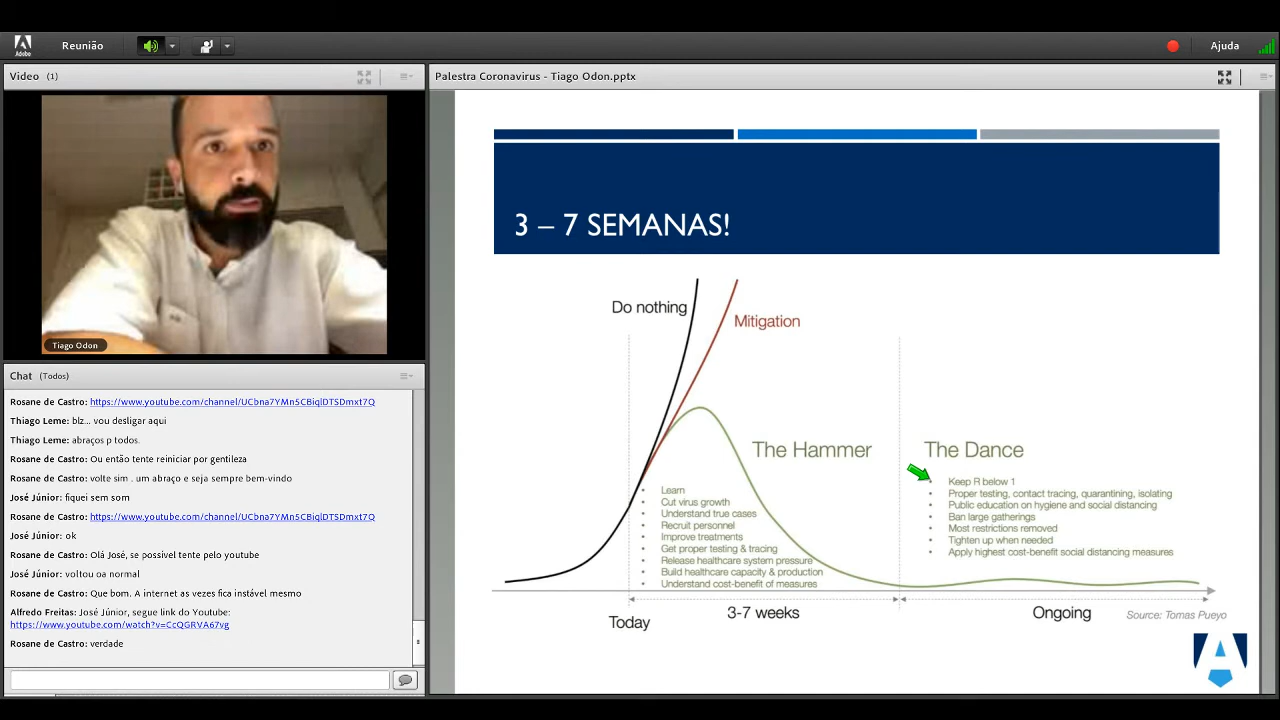 Adobe
Reunião
Ajuda
Video (1)
Tiago Odon
Chat (Todos)
Rosane de Castro: https://www.youtube.com/channel/UCbna7YMn5CBiqlDTSDmxt7Q
Thiago Leme: blz... vou desligar aqui
Thiago Leme: abraços p todos.
Rosane de Castro: Ou então tente reiniciar por gentileza
Rosane de Castro: volte sim . um abraço e seja sempre bem-vindo
José Júnior: fiquei sem som
Rosane de Castro: https://www.youtube.com/channel/UCbna7YMn5CBiqlDTSDmxt7Q
José Júnior: ok
Rosane de Castro: Olá José, se possivel tente pelo youtube
José Júnior: voltou oa normal
Rosane de Castro: Que bom. A internet as vezes fica instável mesmo
Alfredo Freitas: José Júnior, segue link do Youtube:
https://www.youtube.com/watch?v=CcQGRVA67vg
Rosane de Castro: verdade
Palestra Coronavirus - Tiago Odon.pptx
3 – 7 SEMANAS!
Do nothing
Mitigation
The Hammer
• Learn
• Cut virus growth
• Understand true cases
• Recruit personnel
• Improve treatments
• Get proper testing & tracing
• Release healthcare system pressure
• Build healthcare capacity & production
• Understand cost-benefit of measures
The Dance
• Keep R below 1
• Proper testing, contact tracing, quarantining, isolating
• Public education on hygiene and social distancing
• Ban large gatherings
• Most restrictions removed
• Tighten up when needed
• Apply highest cost-benefit social distancing measures
Today
3-7 weeks
Ongoing
Source: Tomas Pueyo